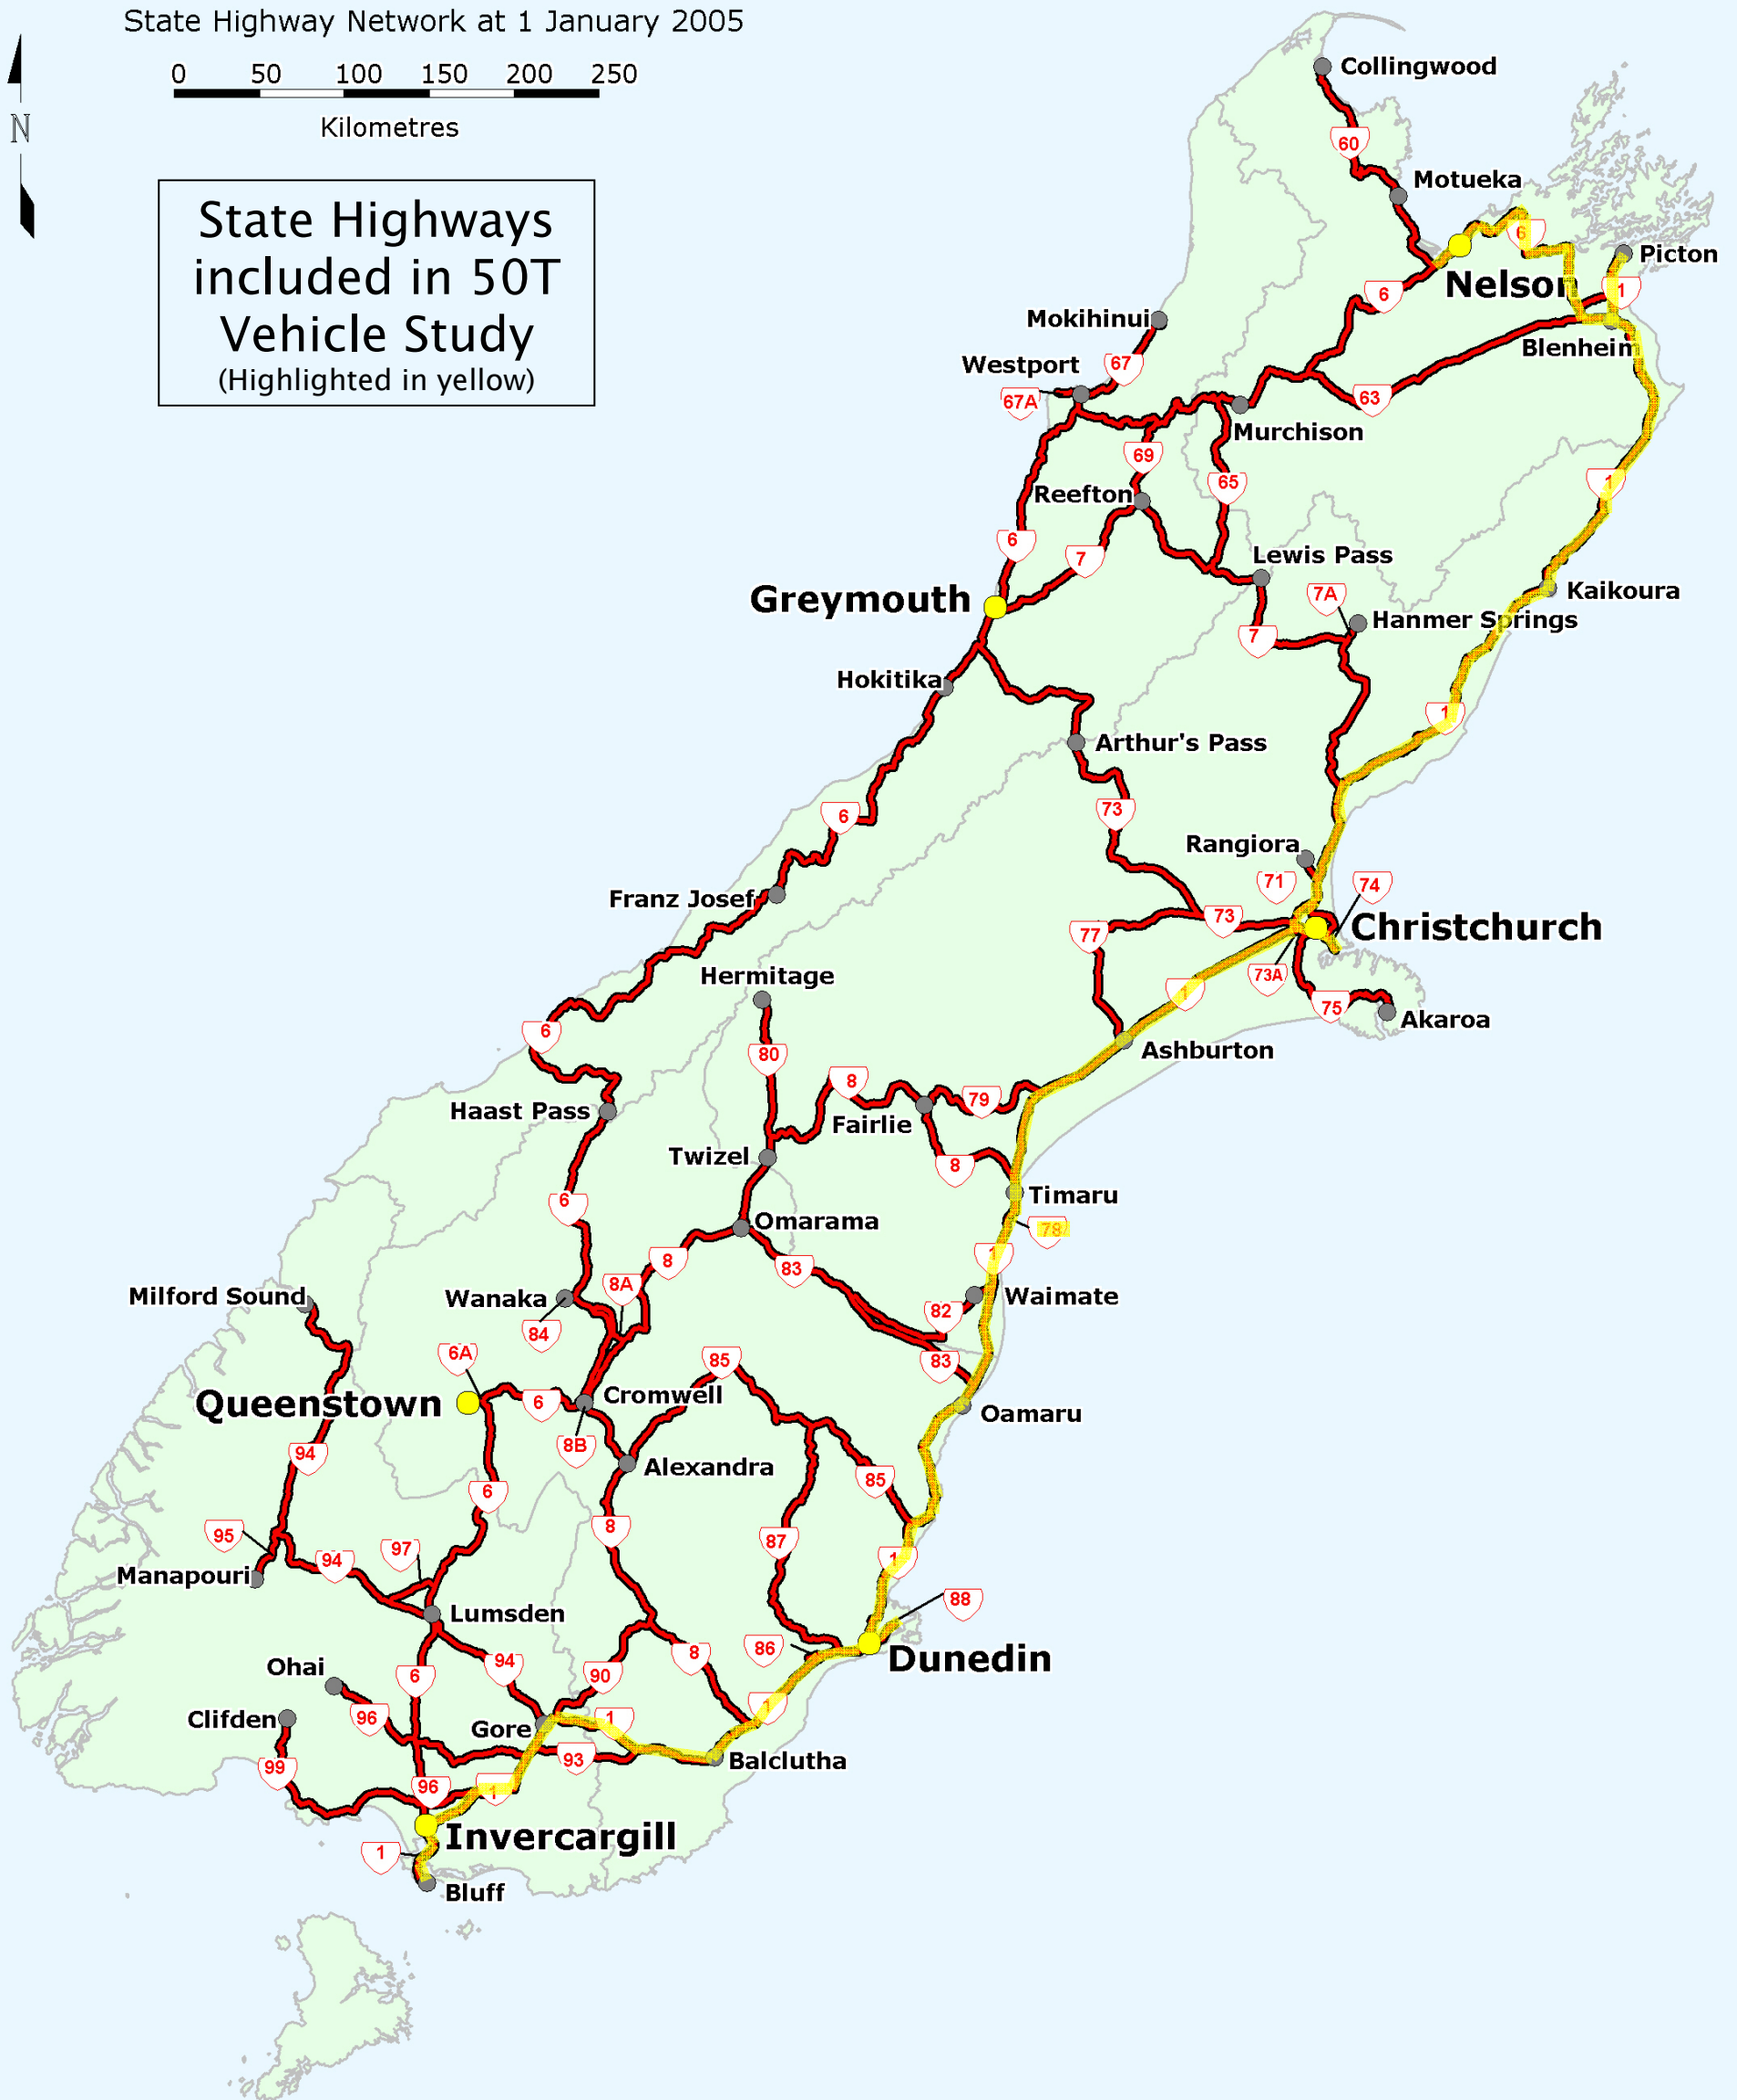 State Highway Network at 1 January 2005
0 50 100 150 200 250
Kilometres
N
State Highways
included in 50T
Vehicle Study
(Highlighted in yellow)
Collingwood
60
Motueka
6
Picton
Nelson
1
6
Mokihinui
Blenheim
Westport
67
67A
63
Murchison
69
Reefton
65
1
6
7
Lewis Pass
Greymouth
7A
Kaikoura
Hanmer Springs
7
Hokitika
1
Arthur's Pass
73
6
Rangiora
71
74
Franz Josef
73
Christchurch
77
Hermitage
73A
1
75
Akaroa
6
80
Ashburton
8
79
Haast Pass
Fairlie
Twizel
8
Timaru
6
Omarama
78
1
8
83
8A
Milford Sound
Wanaka
Waimate
82
84
6A
85
83
Queenstown
6
Cromwell
Oamaru
8B
94
Alexandra
85
6
95
8
87
97
94
1
Manapouri
88
Lumsden
86
Dunedin
Ohai
94
8
6
90
96
1
1
Clifden
Gore
93
Balclutha
99
96
1
Invercargill
1
Bluff